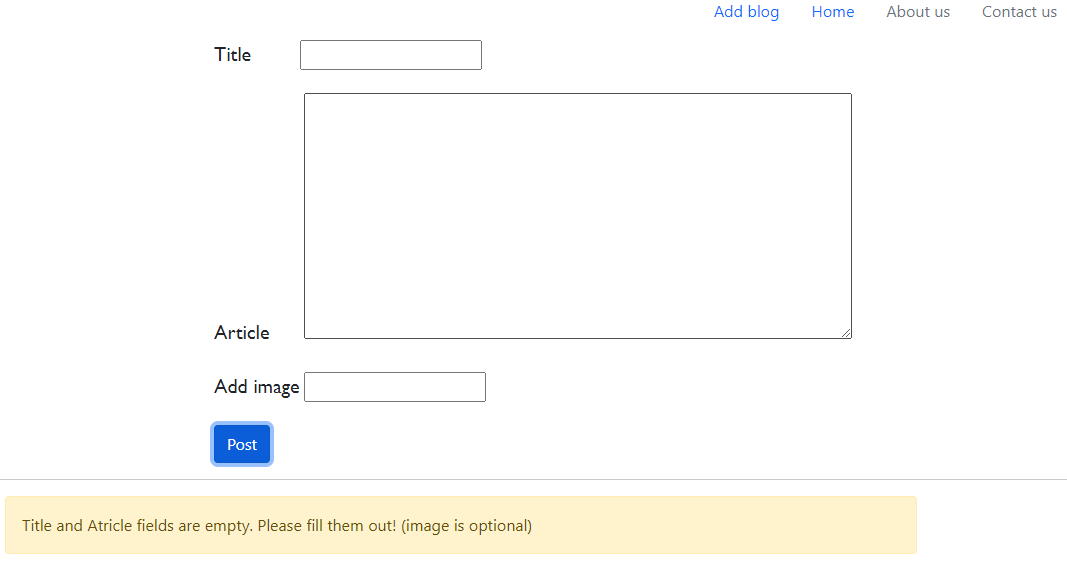 Add blog Home About us Contact us
Title
Article
Add image
Post
Title and Atricle fields are empty. Please fill them out! (image is optional)